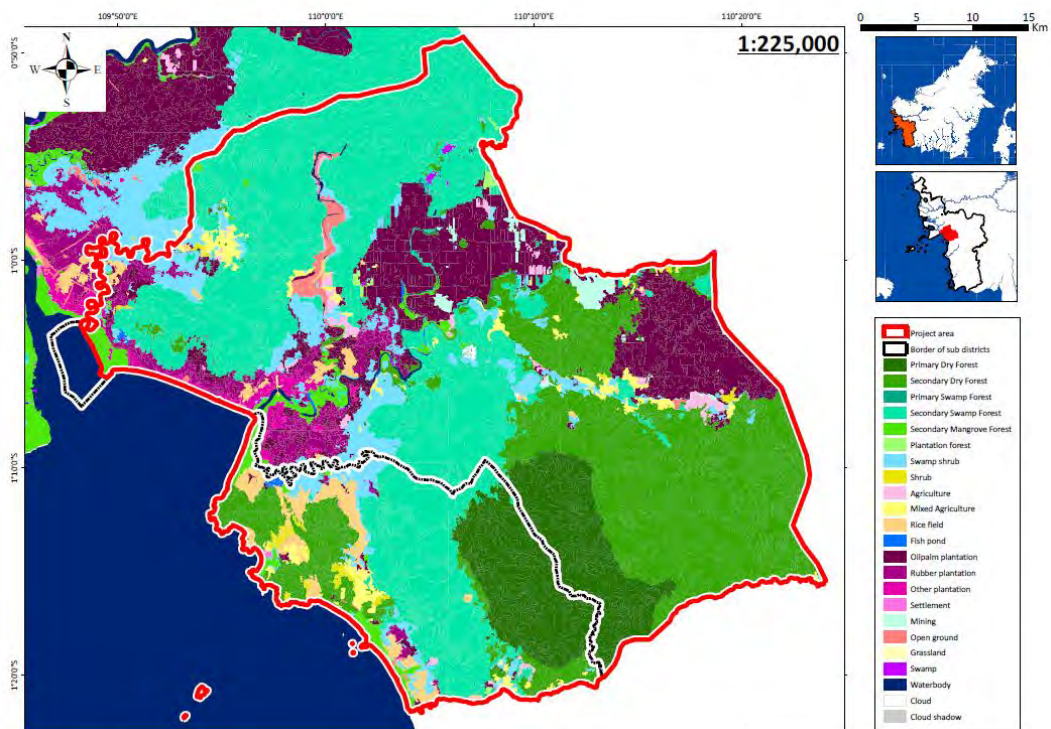 109°50'0"E
110°0'0"E
110°10'0"E
110°20'0"E
0 5 10 15
Km
1:225,000
N
W E
S
0°50'0"S
1°0'0"S
1°10'0"S
1°20'0"S
Project area
Border of sub districts
Primary Dry Forest
Secondary Dry Forest
Primary Swamp Forest
Secondary Swamp Forest
Secondary Mangrove Forest
Plantation forest
Swamp shrub
Shrub
Agriculture
Mixed Agriculture
Rice field
Fish pond
Oilpalm plantation
Rubber plantation
Other plantation
Settlement
Mining
Open ground
Grassland
Swamp
Waterbody
Cloud
Cloud shadow